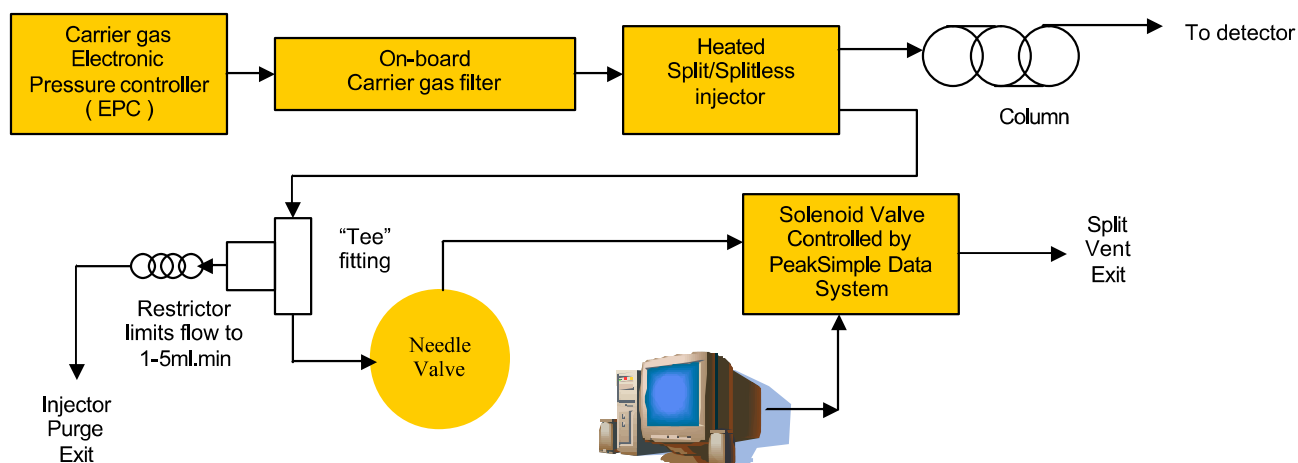 Carrier gas
Electronic
Pressure controller
( EPC )
On-board
Carrier gas filter
Heated
Split/Splitless
injector
To detector
Column
“Tee”
fitting
Solenoid Valve
Controlled by
PeakSimple Data
System
Split
Vent
Exit
Restrictor
limits flow to
1-5ml.min
Needle
Valve
Injector
Purge
Exit